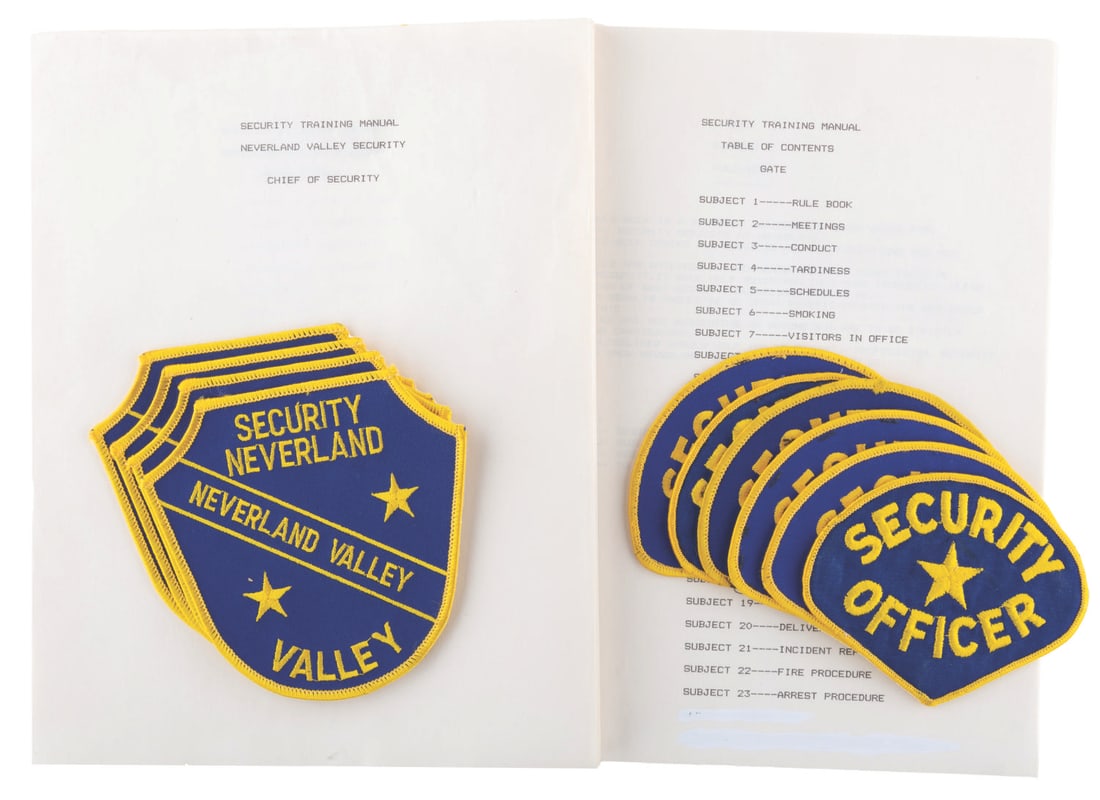 SECURITY TRAINING MANUAL
NEVERLAND VALLEY SECURITY
CHIEF OF SECURITY
SECURITY
NEVERLAND
NEVERLAND VALLEY
VALLEY
SECURITY TRAINING MANUAL
TABLE OF CONTENTS
GATE
SUBJECT 1-----RULE BOOK
SUBJECT 2-----MEETINGS
SUBJECT 3-----CONDUCT
SUBJECT 4-----TARDINESS
SUBJECT 5-----SCHEDULES
SUBJECT 6-----SMOKING
SUBJECT 7-----VISITORS IN OFFICE
SUBJECT 19-
SUBJECT 20----
SUBJECT 21----INCIDENT
SUBJECT 22----FIRE PROCEDURE
SUBJECT 23----ARREST PROCEDURE
SECURITY
OFFICER